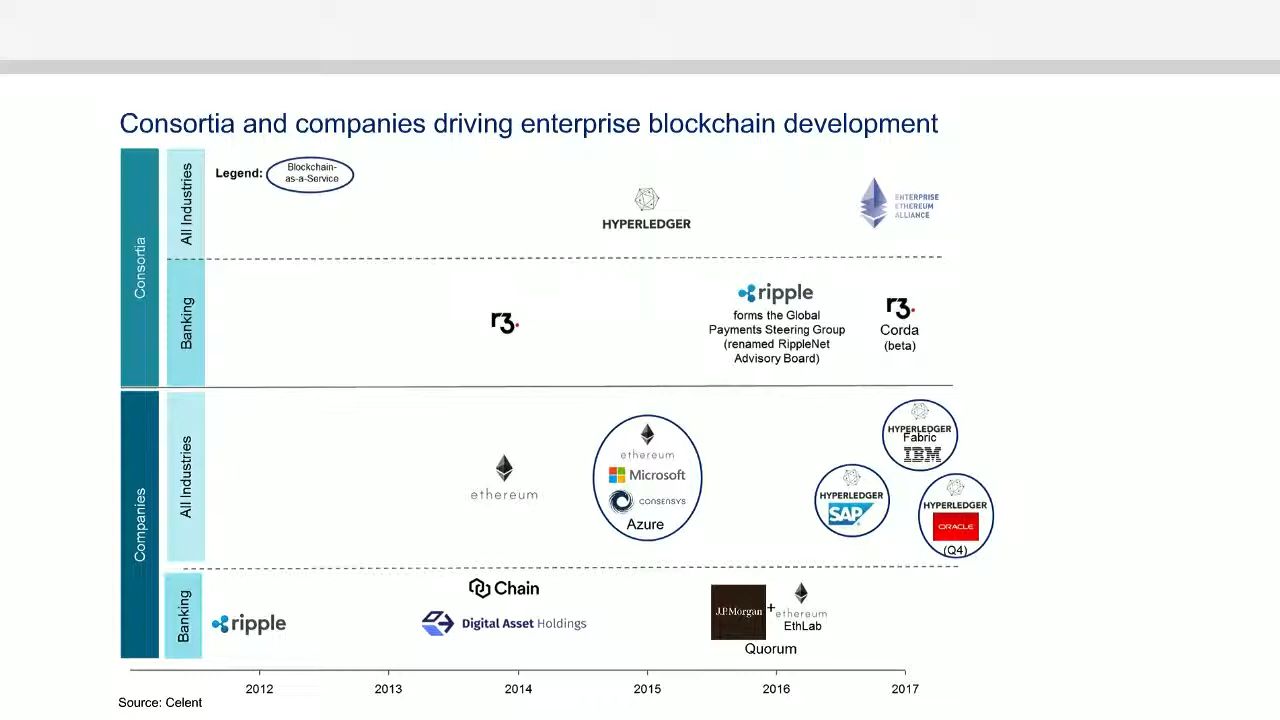 Consortia and companies driving enterprise blockchain development
Consortia
All Industries
Legend:
Blockchain-
as-a-Service
HYPERLEDGER
ENTERPRISE
ETHEREUM
ALLIANCE
Banking
r3.
ripple
forms the Global
Payments Steering Group
(renamed RippleNet
Advisory Board)
r3.
Corda
(beta)
Companies
All Industries
ethereum
ethereum
Microsoft
CONSENSYS
Azure
HYPERLEDGER
SAP
HYPERLEDGER
Fabric
IBM
HYPERLEDGER
ORACLE
(Q4)
Banking
ripple
Chain
Digital Asset Holdings
J.P.Morgan
+
ethereum
EthLab
Quorum
2012 2013 2014 2015 2016 2017
Source: Celent